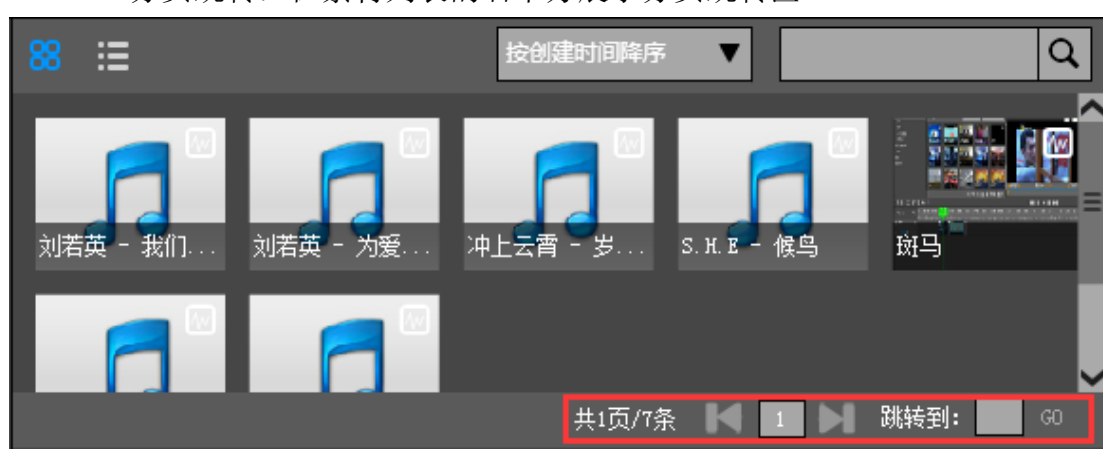 按创建时间降序
刘若英 - 我们...
刘若英 - 为爱...
冲上云霄 - 岁...
S.H.E - 候鸟
斑马
共1页/7条 1 跳转到: GO